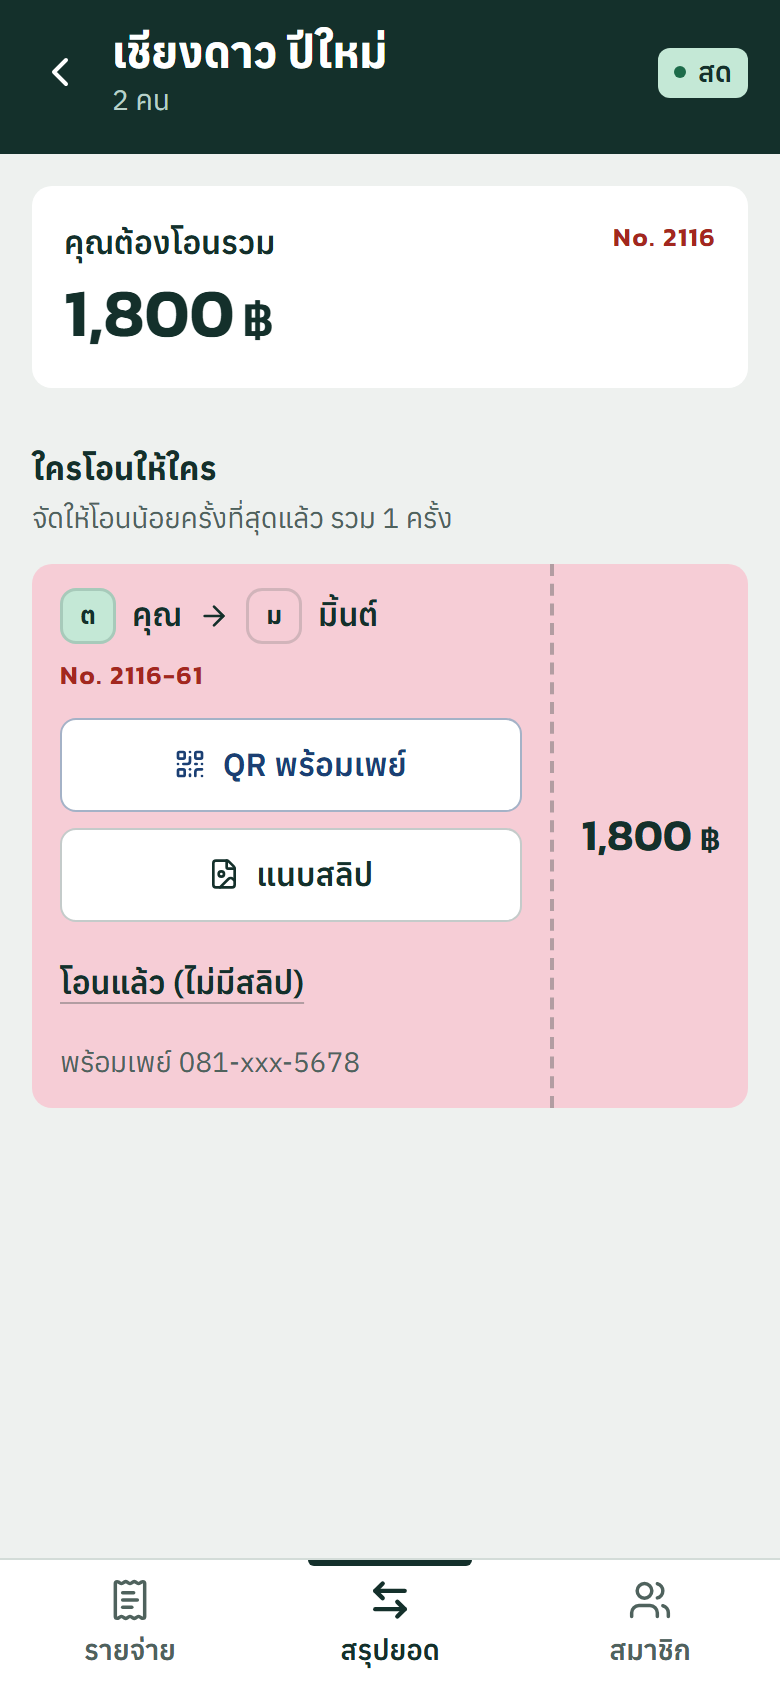 เชียงดาว ปีใหม่
2 คน
สด
คุณต้องโอนรวม
No. 2116
1,800 ฿
ใครโอนให้ใคร
จัดให้โอนน้อยครั้งที่สุดแล้ว รวม 1 ครั้ง
ต คุณ → ม มิ้นต์
No. 2116-61
QR พร้อมเพย์
แนบสลิป
1,800 ฿
โอนแล้ว (ไม่มีสลิป)
พร้อมเพย์ 081-xxx-5678
รายจ่าย
สรุปยอด
สมาชิก